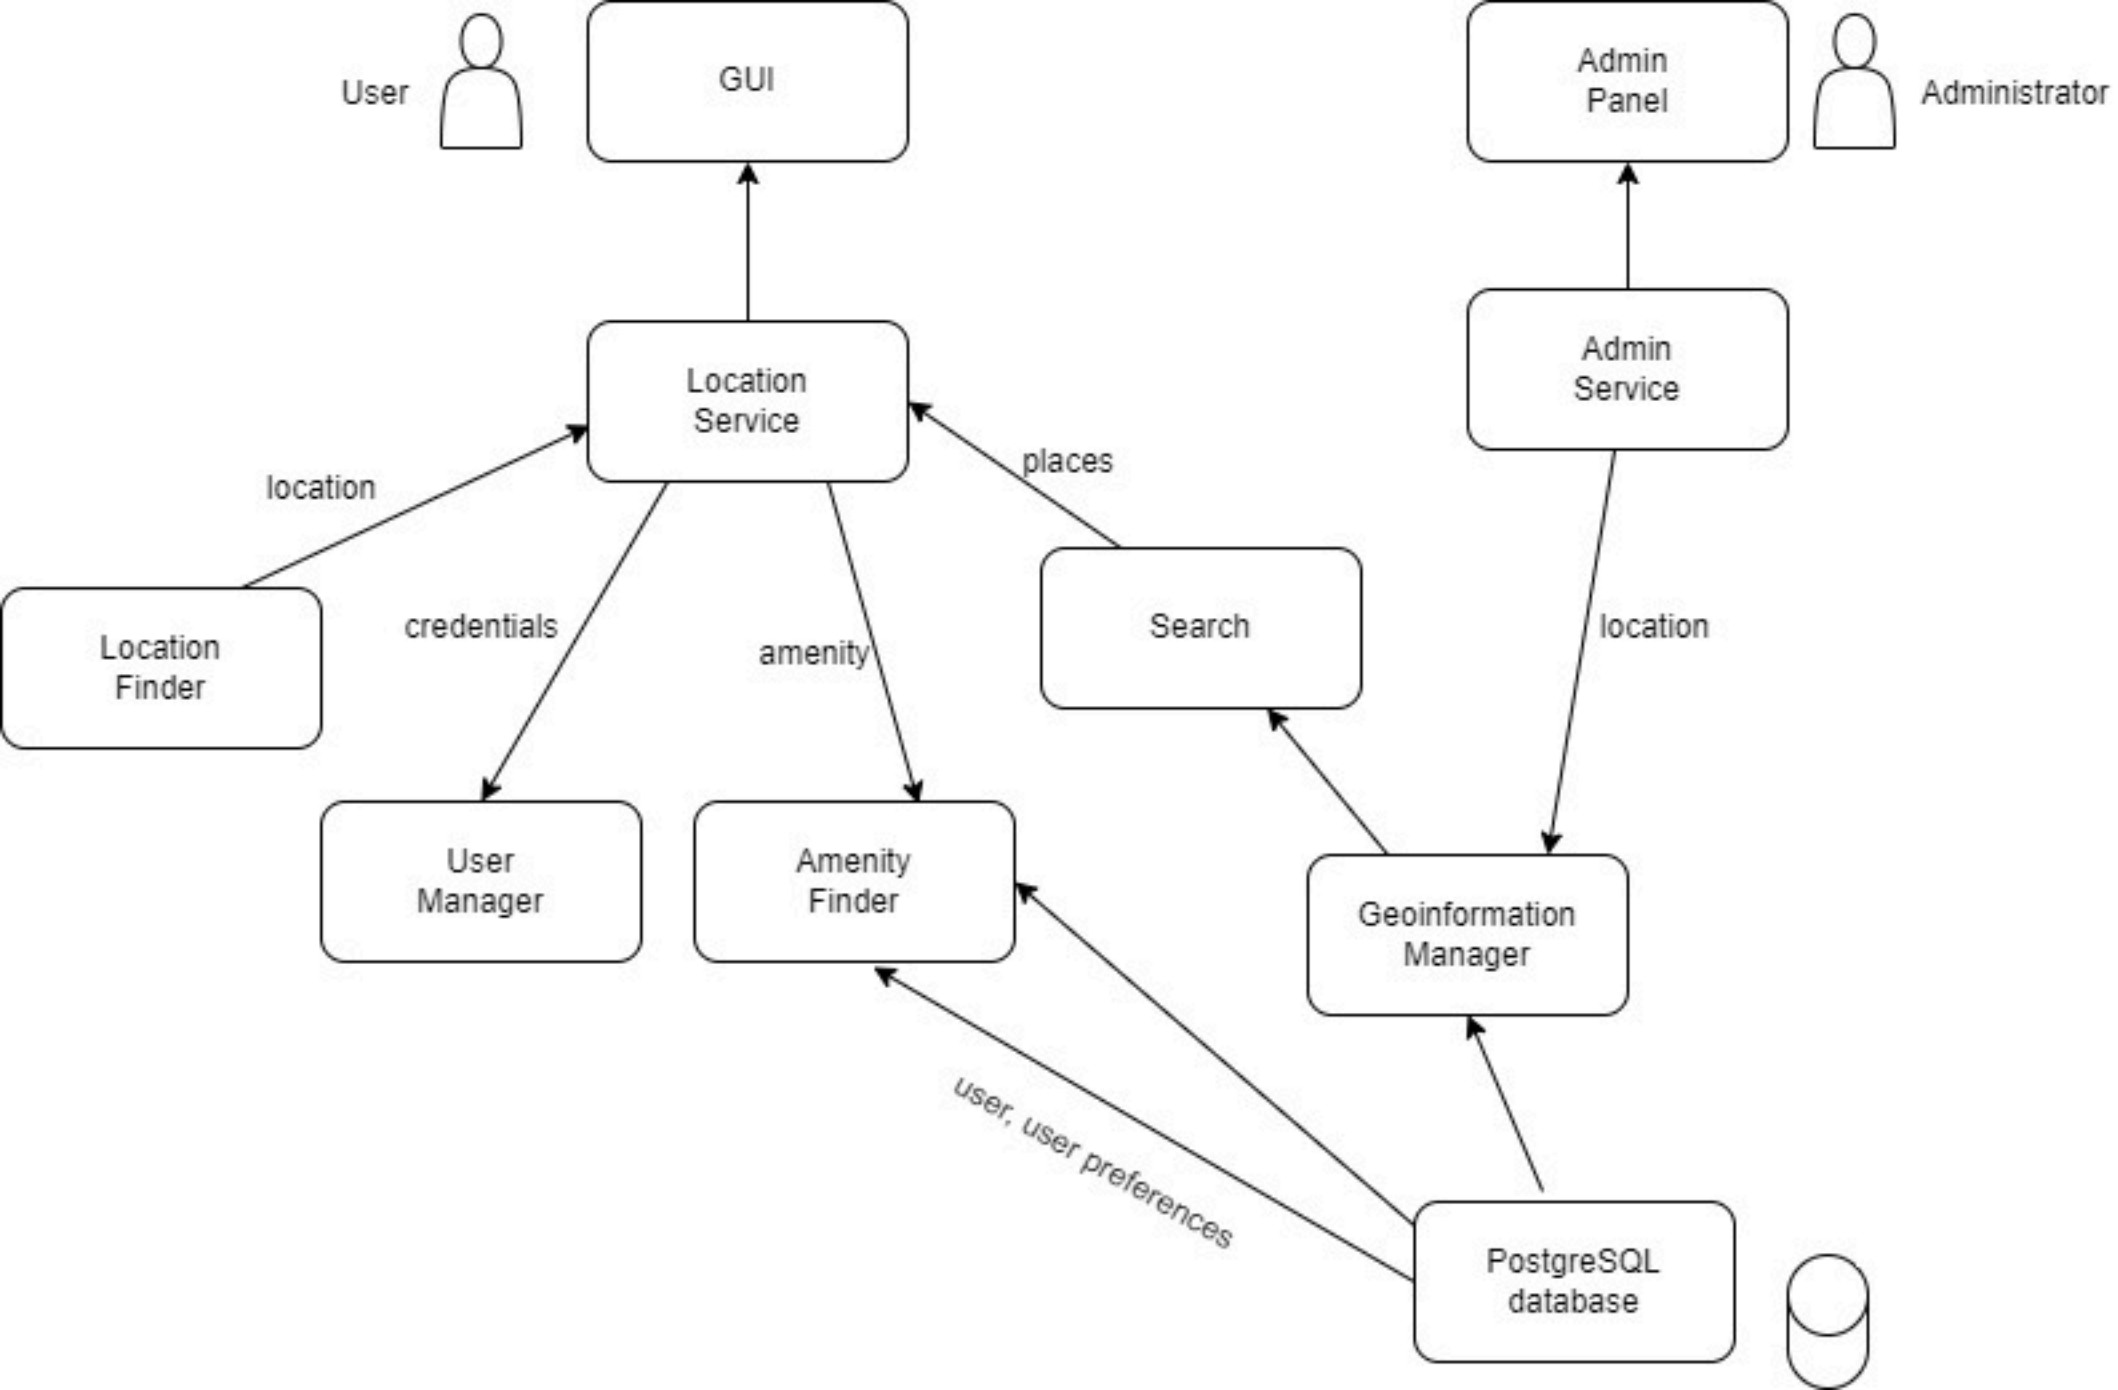 User
GUI
Admin
Panel
Administrator
Location
Service
Admin
Service
location
places
Location
Finder
credentials
amenity
Search
location
User
Manager
Amenity
Finder
Geoinformation
Manager
user, user preferences
PostgreSQL
database